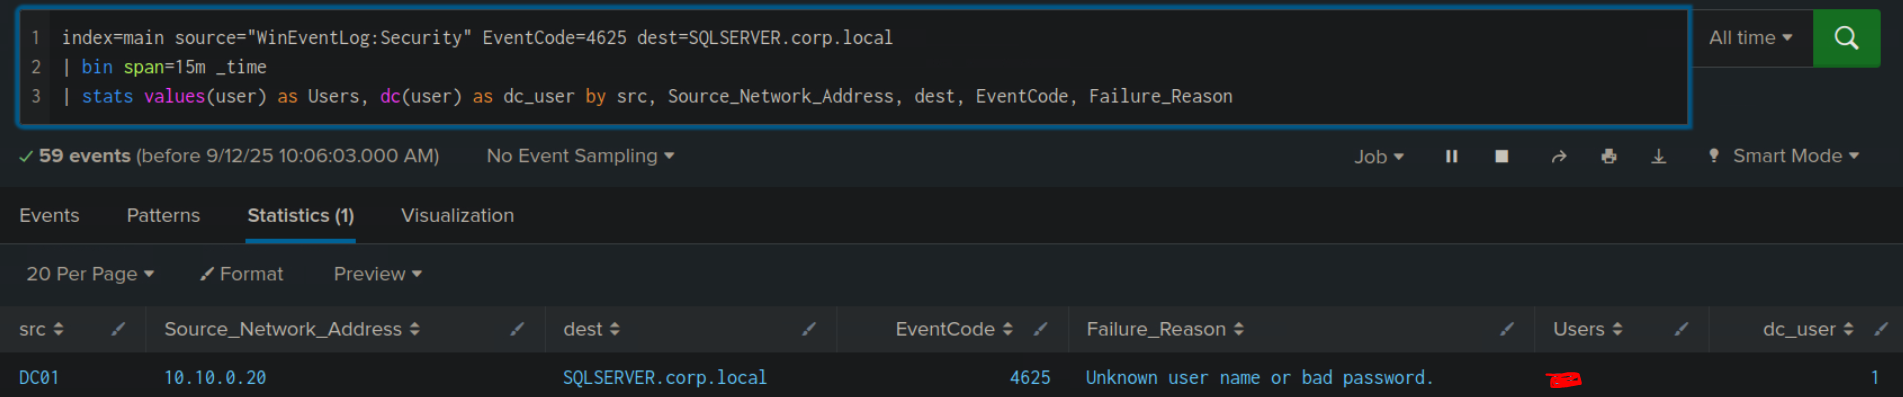 1 index=main source="WinEventLog:Security" EventCode=4625 dest=SQLSERVER.corp.local
2 | bin span=15m _time
3 | stats values(user) as Users, dc(user) as dc_user by src, Source_Network_Address, dest, EventCode, Failure_Reason
All time
59 events (before 9/12/25 10:06:03.000 AM) No Event Sampling Job Smart Mode
Events Patterns Statistics (1) Visualization
20 Per Page Format Preview
src Source_Network_Address dest EventCode Failure_Reason Users dc_user
DC01 10.10.0.20 SQLSERVER.corp.local 4625 Unknown user name or bad password. 1